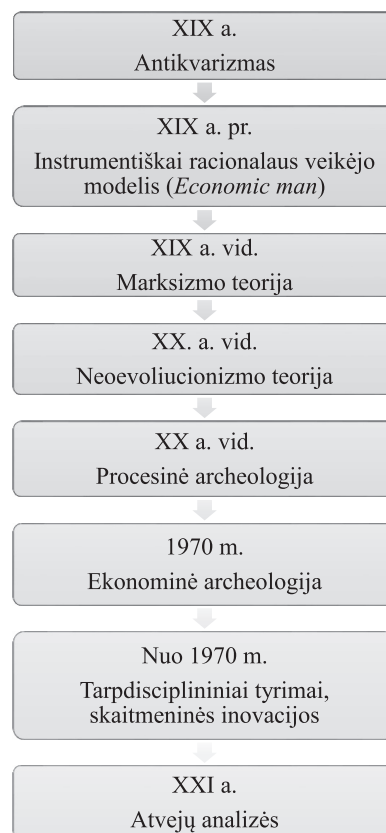 XIX a.
Antikvarizmas
XIX a. pr.
Instrumentiškai racionalaus veikėjo
modelis (Economic man)
XIX a. vid.
Marksizmo teorija
XX. a. vid.
Neoevoliucionizmo teorija
XX a. vid.
Procesinė archeologija
1970 m.
Ekonominė archeologija
Nuo 1970 m.
Tarpdisciplininiai tyrimai,
skaitmeninės inovacijos
XXI a.
Atvejų analizės